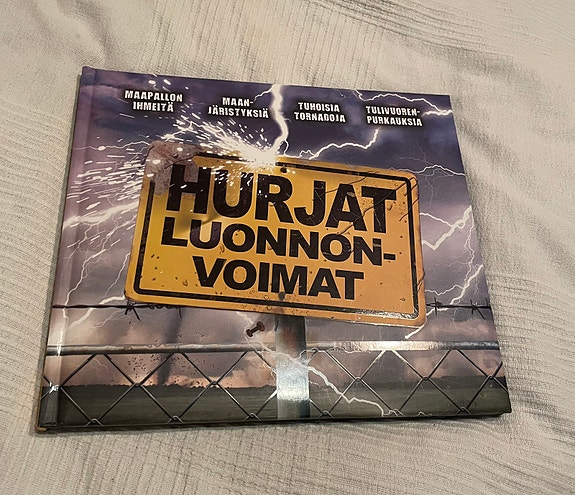 MAAPALLON
IHMEITÄ
MAAN-
JÄRISTYKSIÄ
TUHOISIA
TORNADOJA
TULIVUOREN-
PURKAUKSIA
HURJAT
LUONNON-
VOIMAT